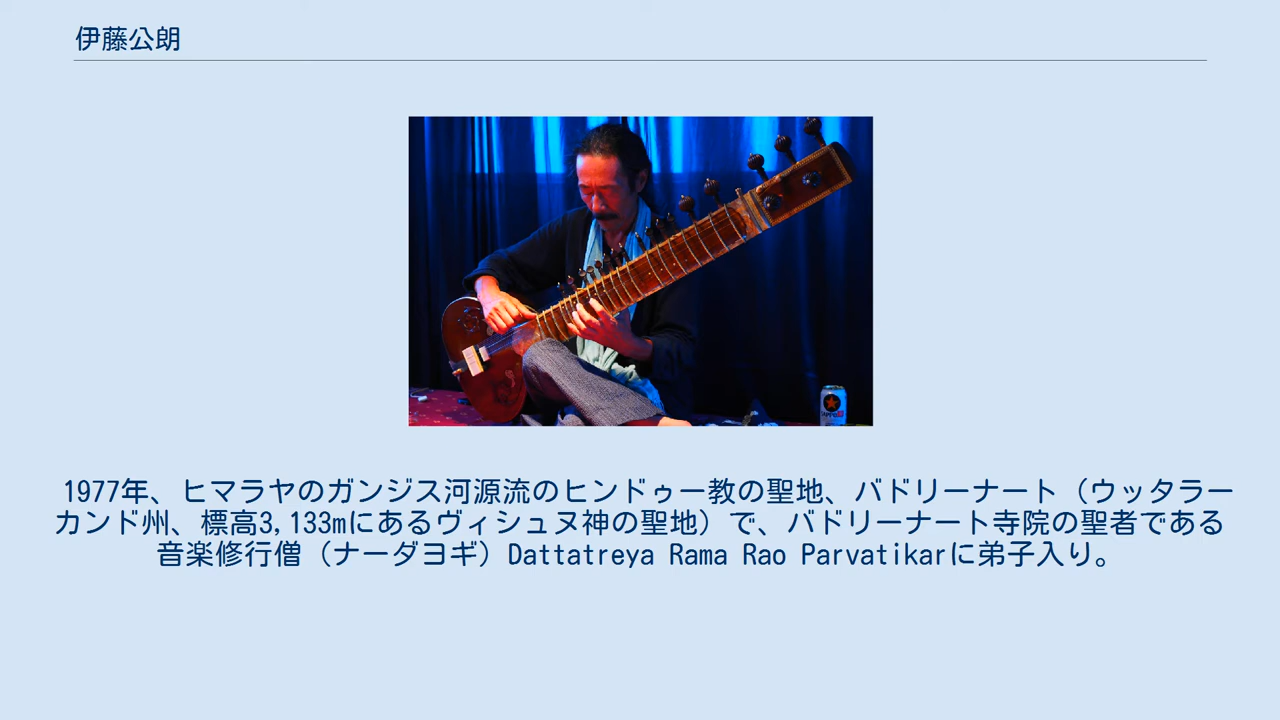 伊藤公朗
1977年、ヒマラヤのガンジス河源流のヒンドゥー教の聖地、バドリーナート（ウッタラー
カンド州、標高3,133mにあるヴィシュヌ神の聖地）で、バドリーナート寺院の聖者である
音楽修行僧（ナーダヨギ）Dattatreya Rama Rao Parvatikarに弟子入り。